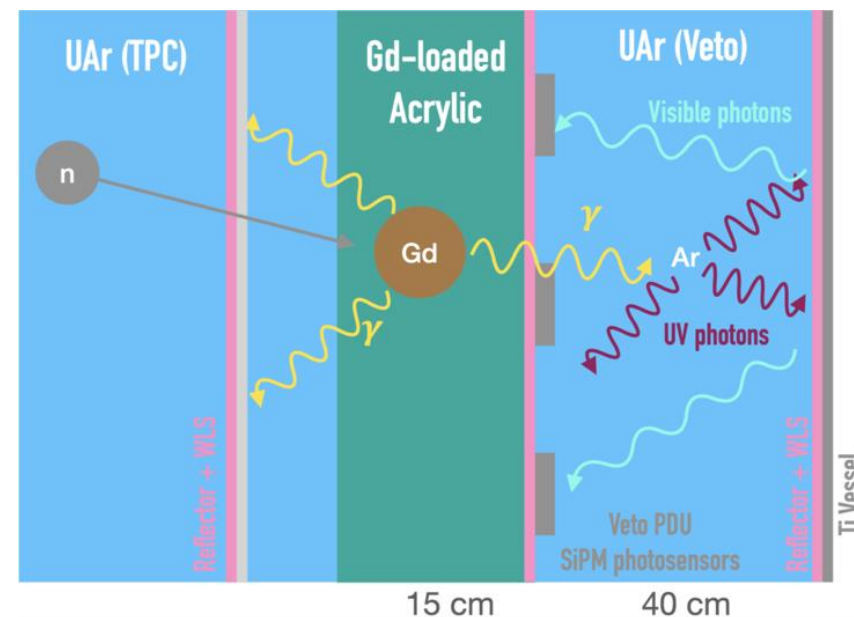 UAr (TPC)
Gd-loaded
Acrylic
UAr (Veto)
Visible photons
n
γ
Gd
Ar
γ
UV photons
Reflector + WLS
Reflector + WLS
Ti Vessel
Veto PDU
SiPM photosensors
15 cm
40 cm